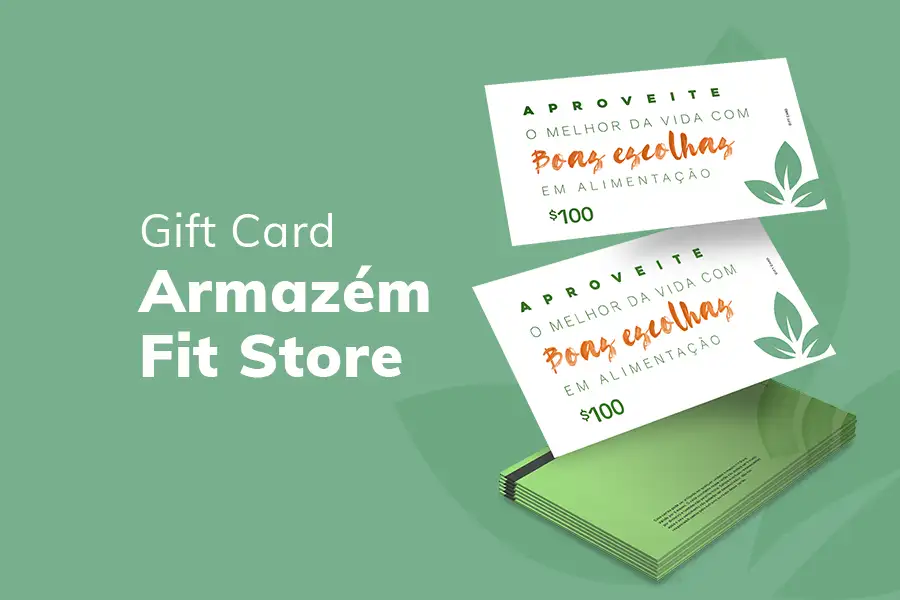 Gift Card
Armazém
Fit Store
APROVEITE
O MELHOR DA VIDA COM
Boas escolhas
EM ALIMENTAÇÃO
$100
APROVEITE
O MELHOR DA VIDA COM
Boas escolhas
EM ALIMENTAÇÃO
$100